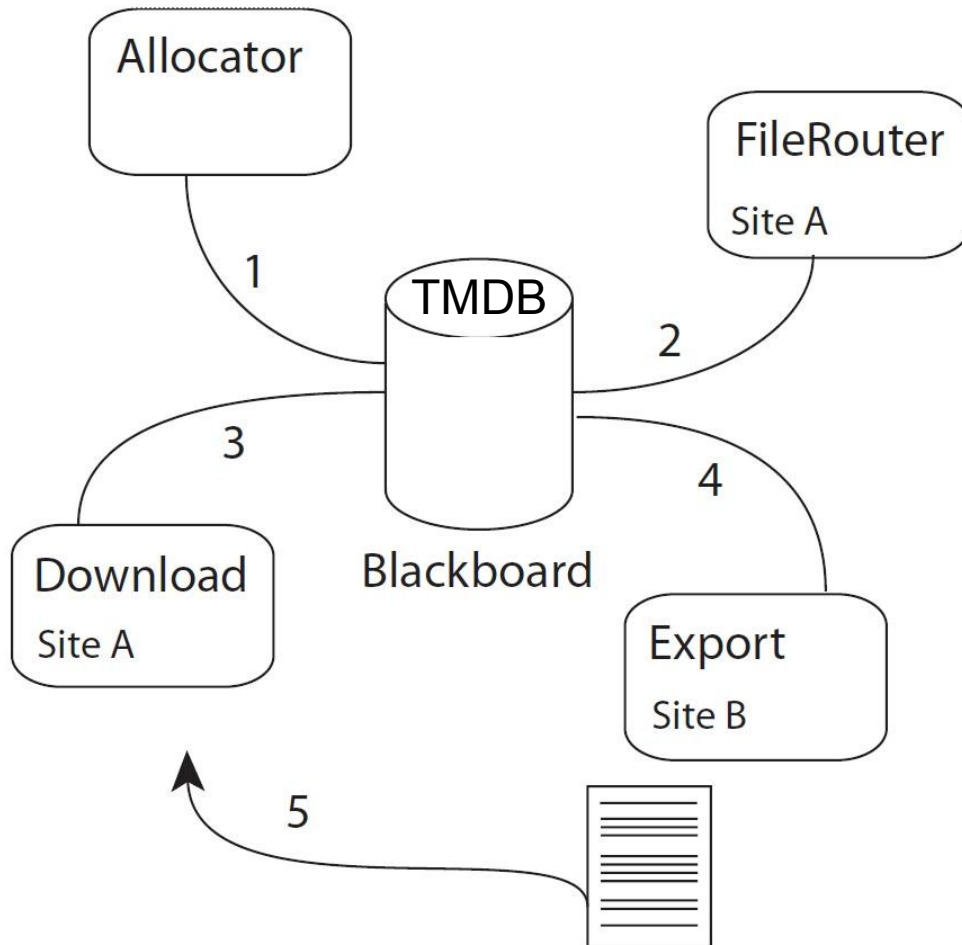 Allocator
FileRouter
Site A
1
TMDB
2
3
4
Blackboard
Download
Site A
Export
Site B
5